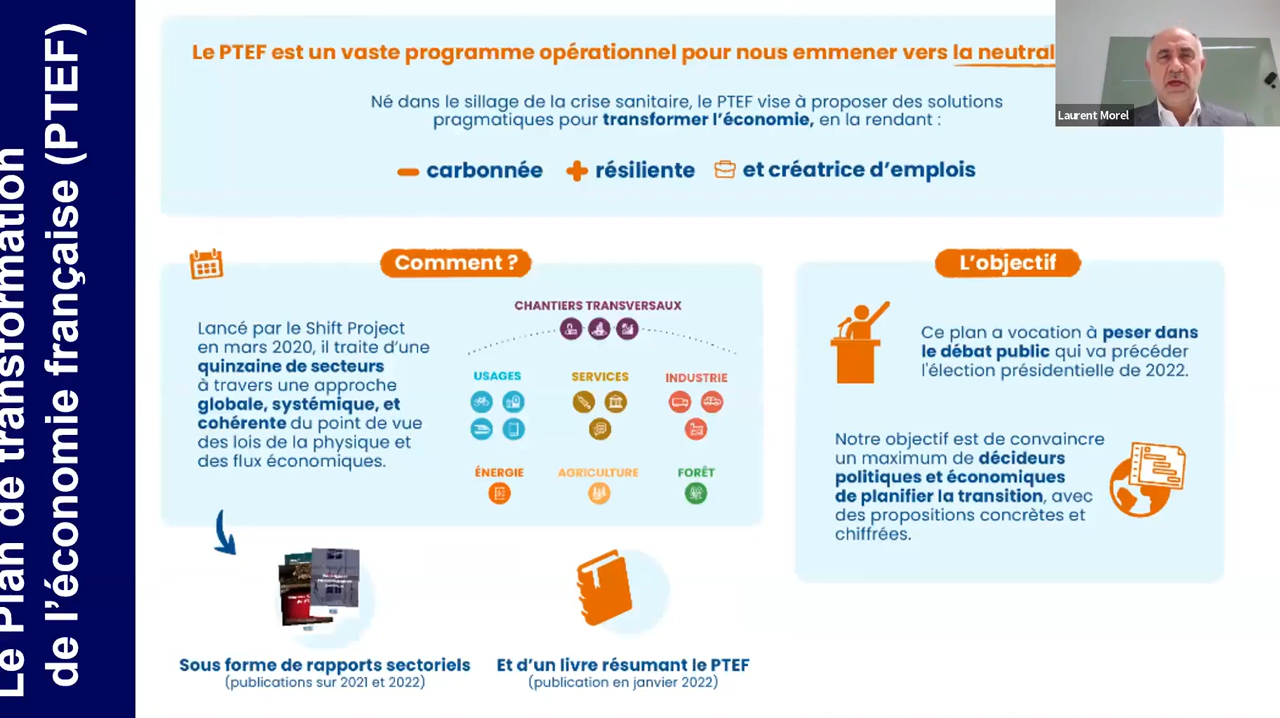 Le Plan de transformation
de l'économie française (PTEF)
Le PTEF est un vaste programme opérationnel pour nous emmener vers la neutral
Laurent Morel
Né dans le sillage de la crise sanitaire, le PTEF vise à proposer des solutions
pragmatiques pour transformer l'économie, en la rendant :
carbonnée
résiliente
et créatrice d'emplois
Comment ?
Lancé par le Shift Project
en mars 2020, il traite d'une
quinzaine de secteurs
à travers une approche
globale, systémique, et
cohérente du point de vue
des lois de la physique et
des flux économiques.
CHANTIERS TRANSVERSAUX
USAGES
SERVICES
INDUSTRIE
ÉNERGIE
AGRICULTURE
FORÊT
L'objectif
Ce plan a vocation à peser dans
le débat public qui va précéder
l'élection présidentielle de 2022.
Notre objectif est de convaincre
un maximum de décideurs
politiques et économiques
de planifier la transition, avec
des propositions concrètes et
chiffrées.
Sous forme de rapports sectoriels
(publications sur 2021 et 2022)
Et d'un livre résumant le PTEF
(publication en janvier 2022)